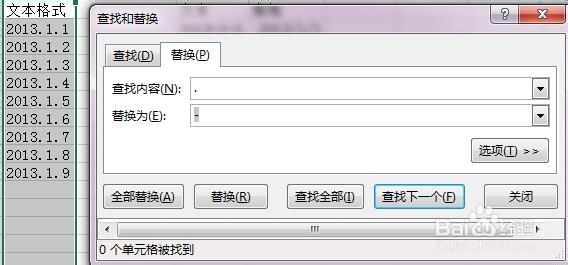 文本格式
2013.1.1
2013.1.2
2013.1.3
2013.1.4
2013.1.5
2013.1.6
2013.1.7
2013.1.8
2013.1.9
查找和替换
查找(D) 替换(P)
查找内容(N): .
替换为(E): -
选项(T) >>
全部替换(A) 替换(R) 查找全部(I) 查找下一个(F) 关闭
0 个单元格被找到
Baidu经验
jingyan.baidu.com